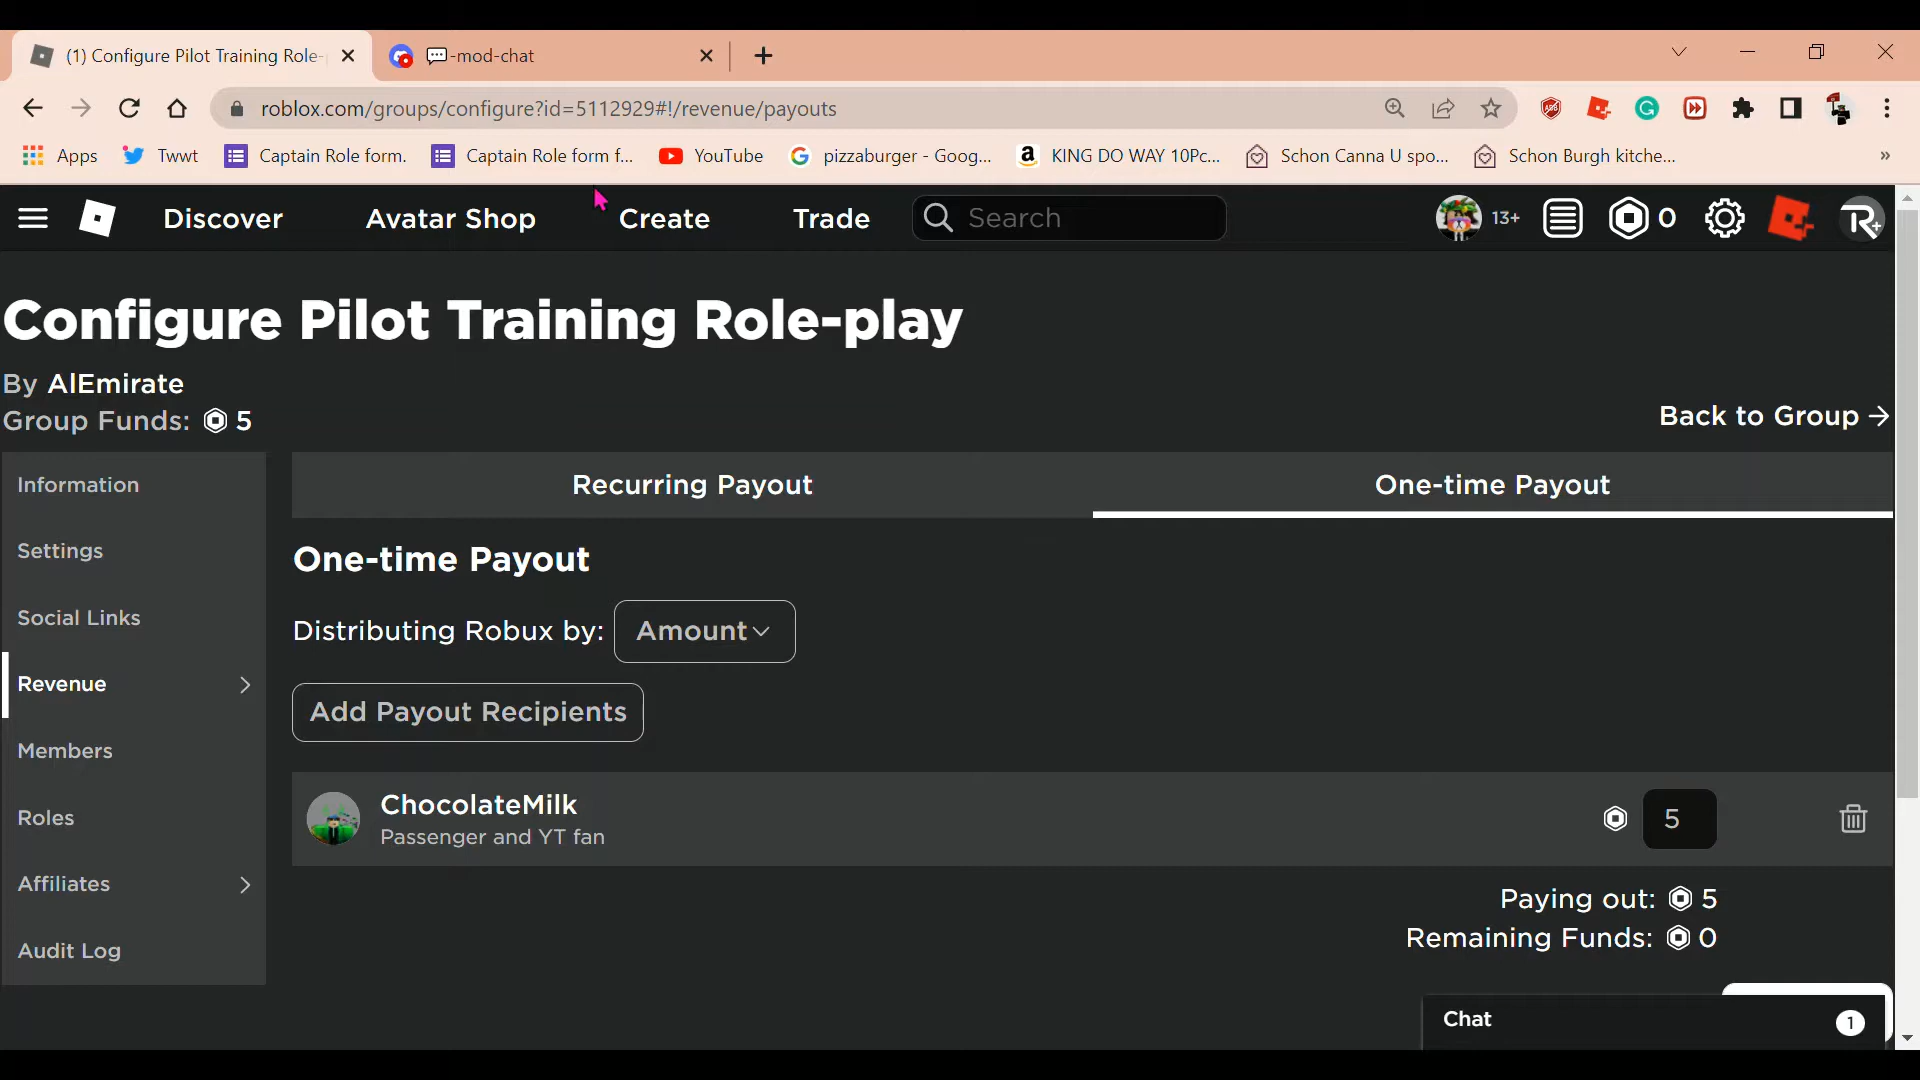 (1) Configure Pilot Training Role-
-mod-chat
roblox.com/groups/configure?id=5112929#!/revenue/payouts
Apps
Twwt
Captain Role form.
Captain Role form f...
YouTube
pizzaburger - Goog...
KING DO WAY 10Pc...
Schon Canna U spo...
Schon Burgh kitche...
»
Discover
Avatar Shop
Create
Trade
Search
13+
0
Configure Pilot Training Role-play
By AlEmirate
Group Funds: 5
Back to Group →
Information
Settings
Social Links
Revenue
Members
Roles
Affiliates
Audit Log
Recurring Payout
One-time Payout
One-time Payout
Distributing Robux by: Amount
Add Payout Recipients
ChocolateMilk
Passenger and YT fan
5
Paying out: 5
Remaining Funds: 0
Chat
1